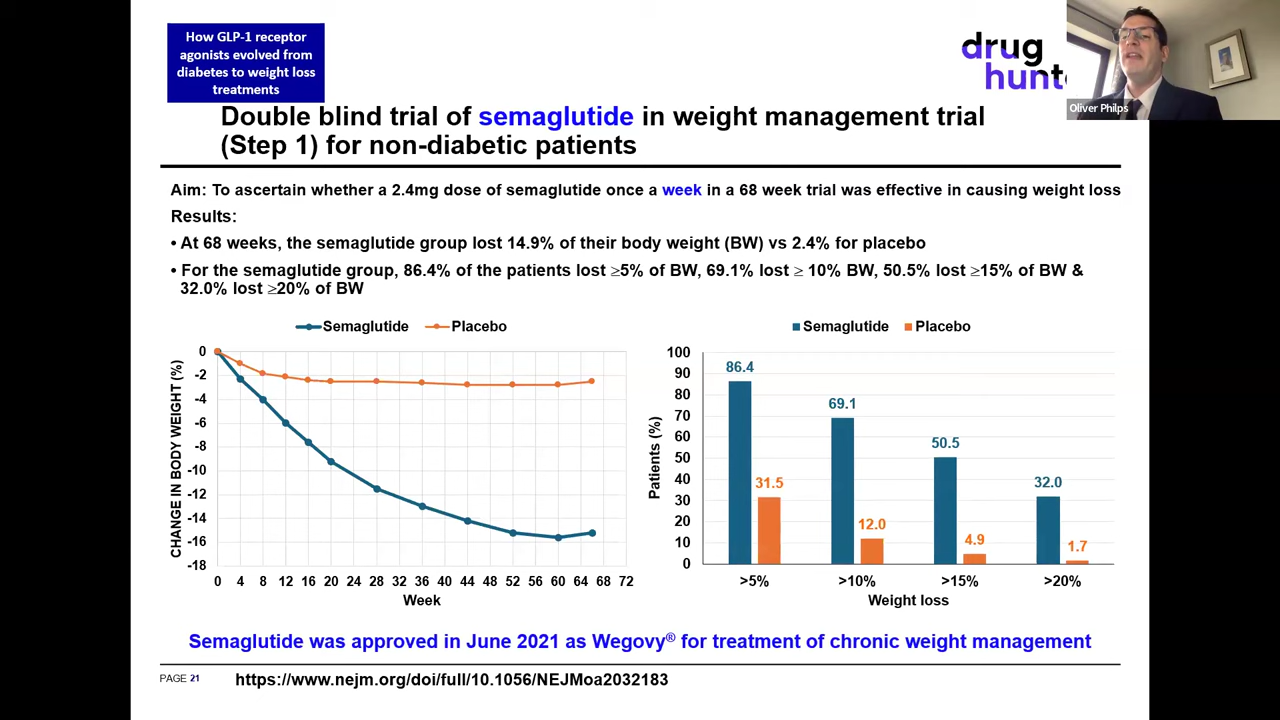 How GLP-1 receptor
agonists evolved from
diabetes to weight loss
treatments
drug
hunt
Oliver Philps
Double blind trial of semaglutide in weight management trial
(Step 1) for non-diabetic patients
Aim: To ascertain whether a 2.4mg dose of semaglutide once a week in a 68 week trial was effective in causing weight loss
Results:
• At 68 weeks, the semaglutide group lost 14.9% of their body weight (BW) vs 2.4% for placebo
• For the semaglutide group, 86.4% of the patients lost ≥5% of BW, 69.1% lost ≥ 10% BW, 50.5% lost ≥15% of BW &
32.0% lost ≥20% of BW
Semaglutide Placebo
CHANGE IN BODY WEIGHT (%)
0
-2
-4
-6
-8
-10
-12
-14
-16
-18
0 4 8 12 16 20 24 28 32 36 40 44 48 52 56 60 64 68 72
Week
Semaglutide Placebo
Patients (%)
100
90
80
70
60
50
40
30
20
10
0
86.4
31.5
69.1
12.0
50.5
4.9
32.0
1.7
>5% >10% >15% >20%
Weight loss
Semaglutide was approved in June 2021 as Wegovy® for treatment of chronic weight management
PAGE 21
https://www.nejm.org/doi/full/10.1056/NEJMoa2032183